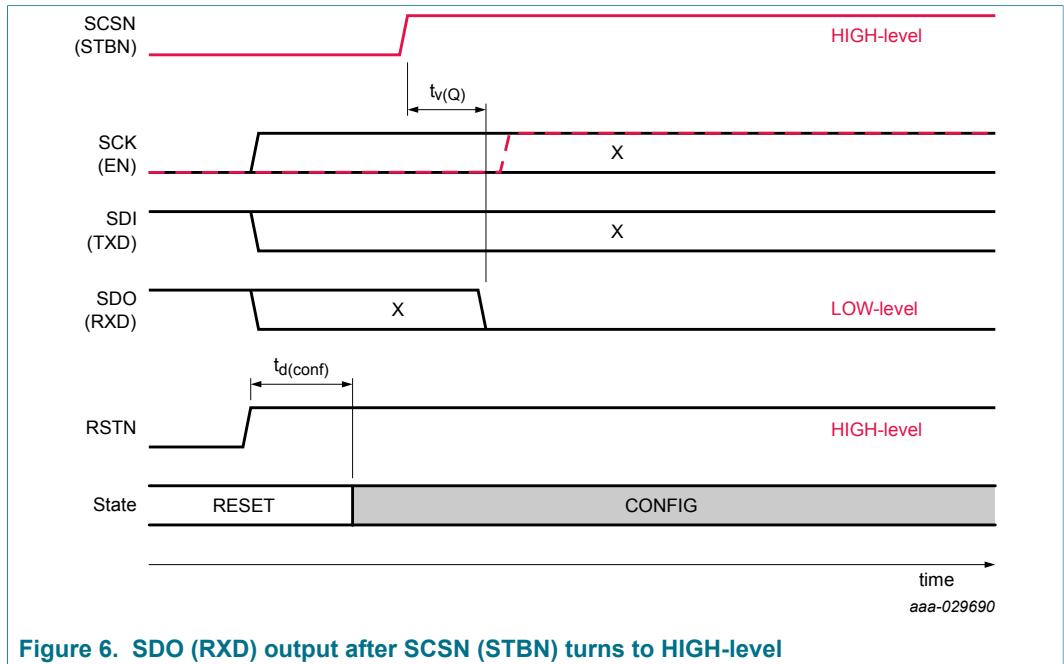 SCSN
(STBN)
HIGH-level
tv(Q)
SCK
(EN)
X
SDI
(TXD)
X
SDO
(RXD)
X
LOW-level
td(conf)
RSTN
HIGH-level
State
RESET
CONFIG
time
aaa-029690
Figure 6. SDO (RXD) output after SCSN (STBN) turns to HIGH-level